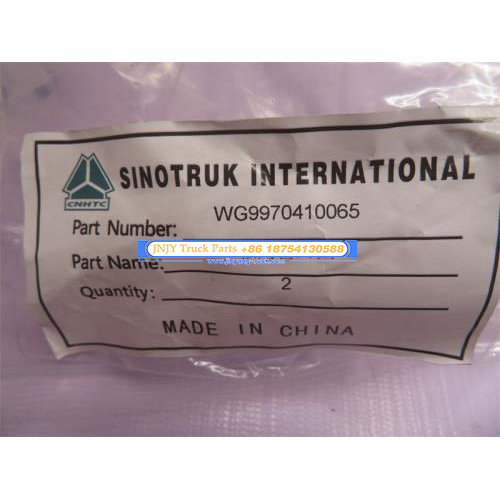 CNHTC
SINOTRUK INTERNATIONAL
Part Number: WG9970410065
JNJY Truck Parts +86 18754130588
Part Name:
Quantity: 2
MADE IN CHINA